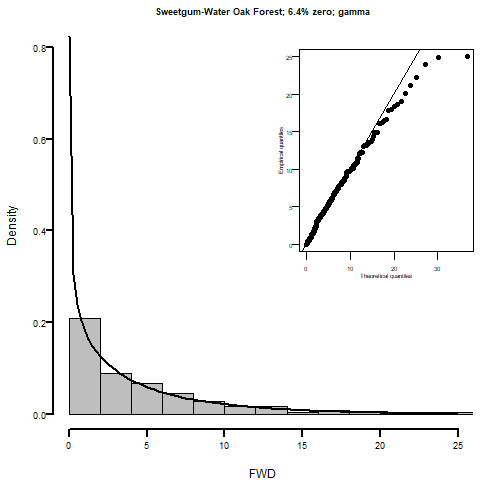 Sweetgum-Water Oak Forest; 6.4% zero; gamma
Density
0.8
0.6
0.4
0.2
0.0
0 5 10 15 20 25
FWD
Empirical quantiles
25
20
15
10
5
0
0 10 20 30
Theoretical quantiles